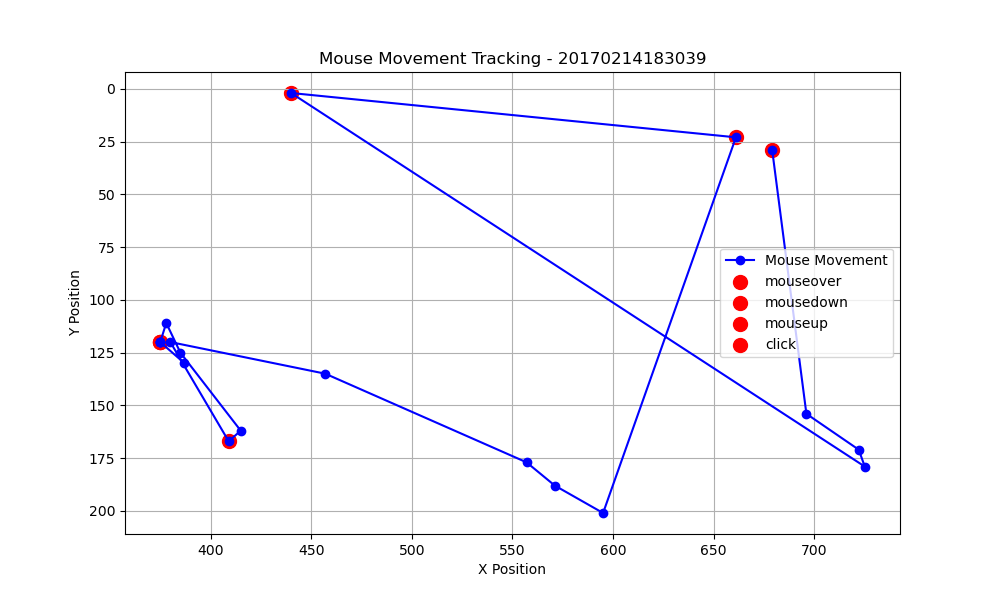 Mouse Movement Tracking - 20170214183039
0
25
50
75
100
125
150
175
200
Y Position
Mouse Movement
mouseover
mousedown
mouseup
click
400
450
500
550
600
650
700
X Position